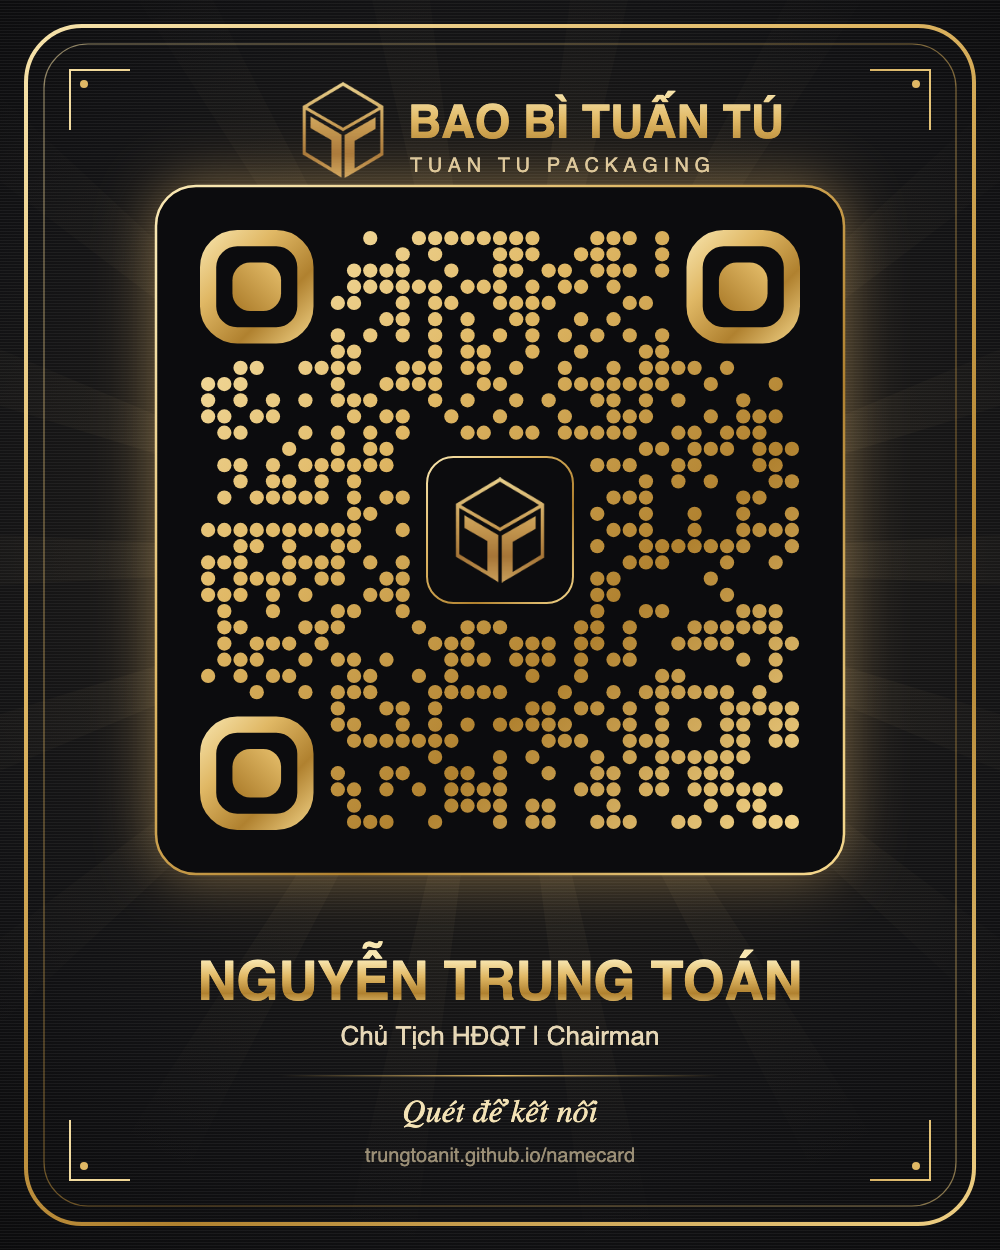 BAO BÌ TUẤN TÚ
TUAN TU PACKAGING
NGUYỄN TRUNG TOÁN
Chủ Tịch HĐQT I Chairman
Quét để kết nối
trungtoanit.github.io/namecard